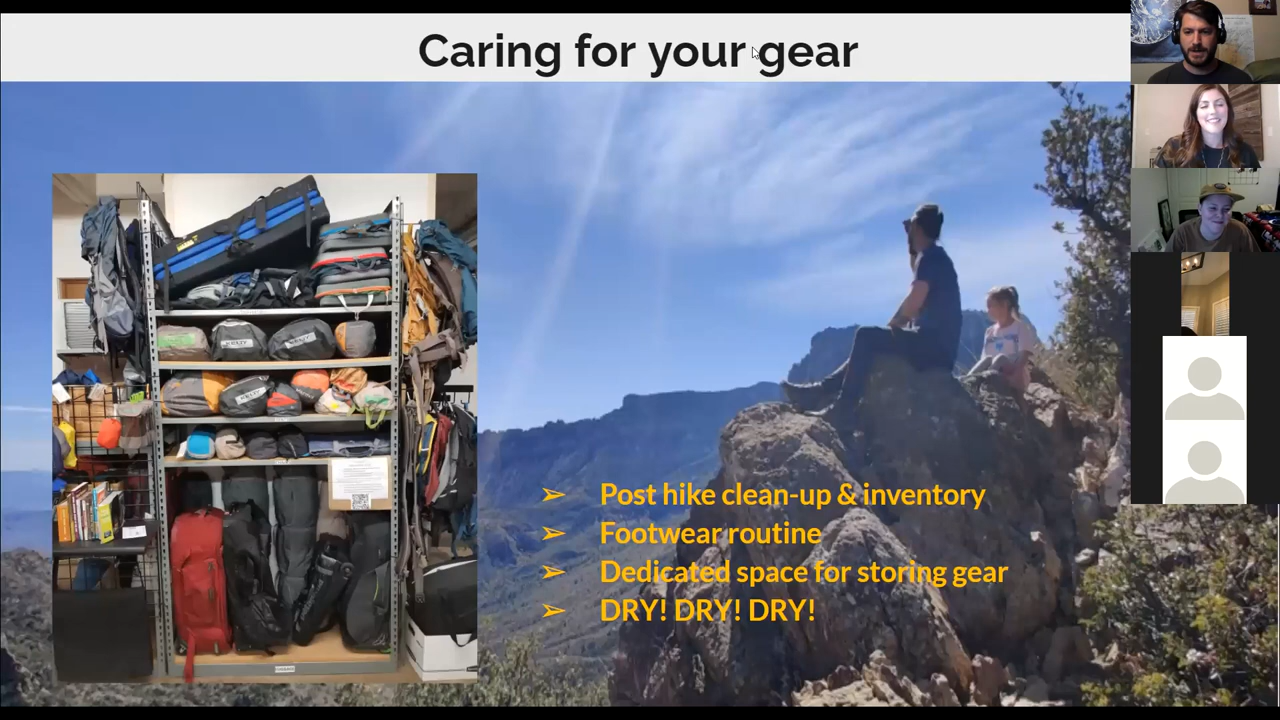 Caring for your gear
➢ Post hike clean-up & inventory
➢ Footwear routine
➢ Dedicated space for storing gear
➢ DRY! DRY! DRY!